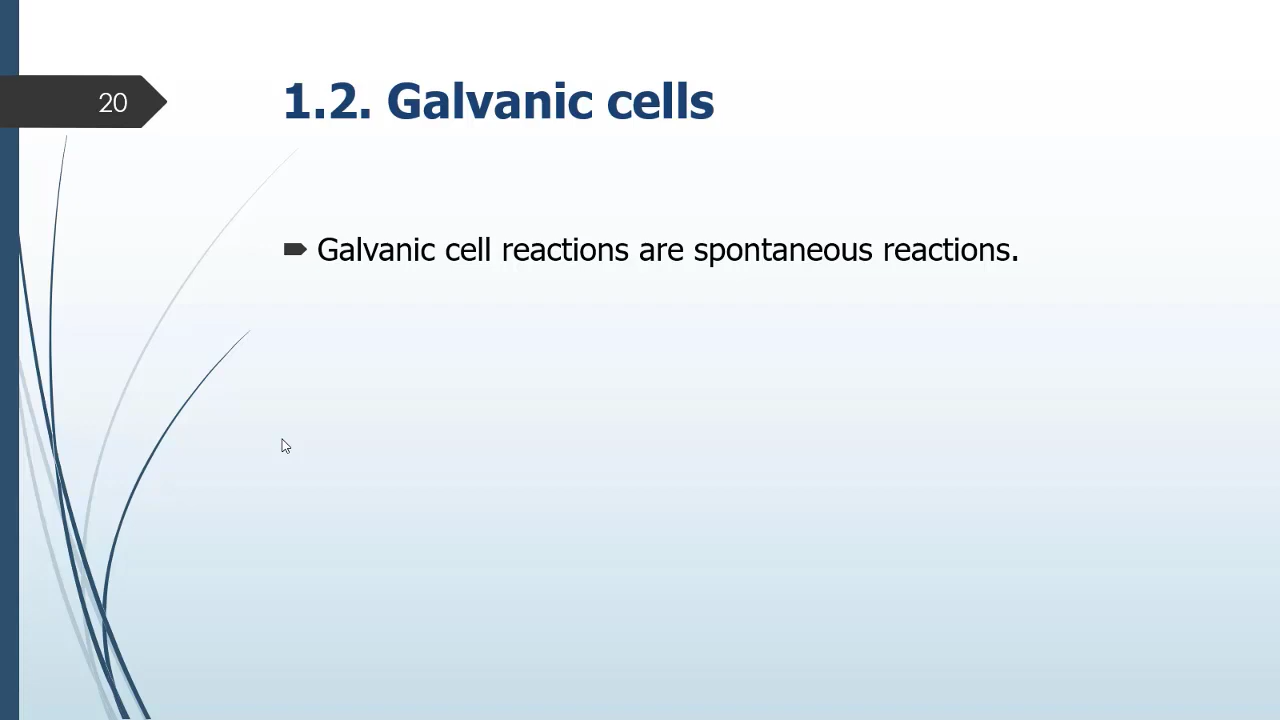 20
1.2. Galvanic cells
Galvanic cell reactions are spontaneous reactions.